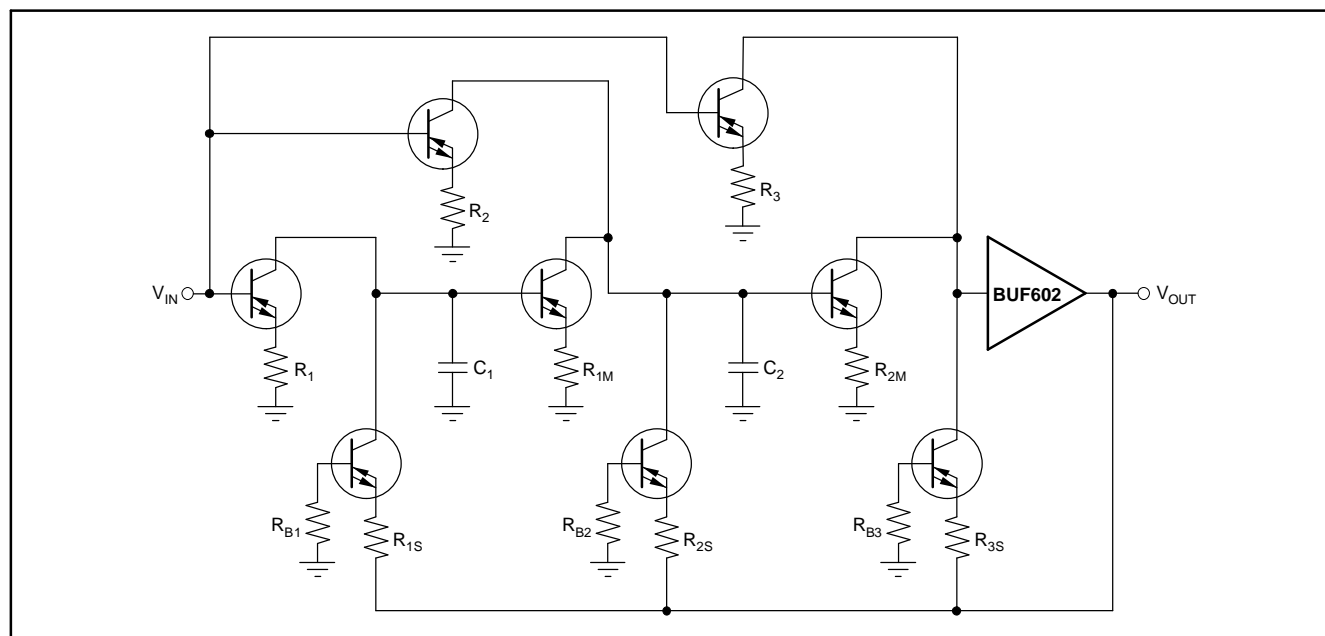 R3
R2
VIN
BUF602
VOUT
R1
C1
R1M
C2
R2M
RB1
R1S
RB2
R2S
RB3
R3S